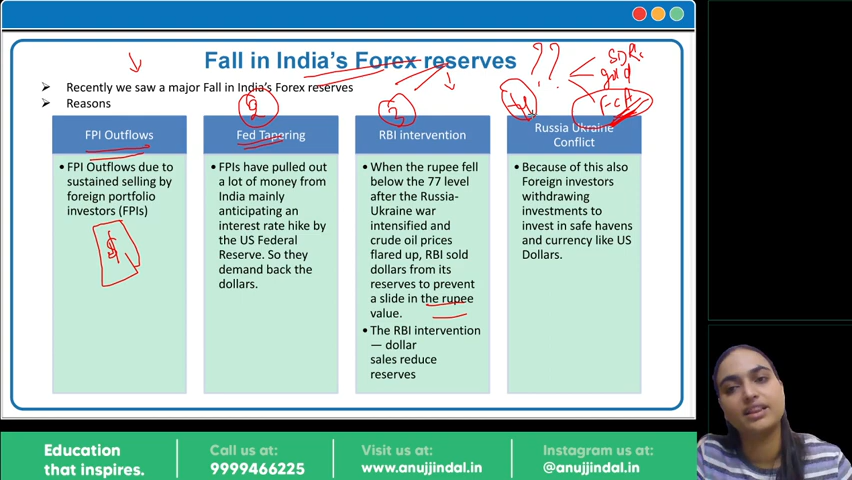 Fall in India's Forex reserves
??
SDRs
gold
FCA
➤ Recently we saw a major Fall in India's Forex reserves
➤ Reasons
2
3
4
FPI Outflows
Fed Tapering
RBI intervention
Russia Ukraine
Conflict
• FPI Outflows due to
sustained selling by
foreign portfolio
investors (FPIs)
$
• FPIs have pulled out
a lot of money from
India mainly
anticipating an
interest rate hike by
the US Federal
Reserve. So they
demand back the
dollars.
• When the rupee fell
below the 77 level
after the Russia-
Ukraine war
intensified and
crude oil prices
flared up, RBI sold
dollars from its
reserves to prevent
a slide in the rupee
value.
• The RBI intervention
— dollar
sales reduce
reserves
• Because of this also
Foreign investors
withdrawing
investments to
invest in safe havens
and currency like US
Dollars.
Education
that inspires.
Call us at:
9999466225
Visit us at:
www.anujjindal.in
Instagram us at:
@anujjindal.in